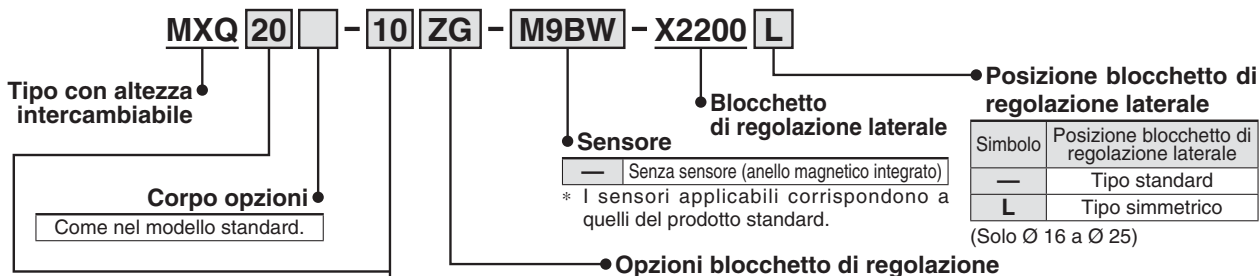 MXQ 20 - 10 ZG - M9BW - X2200 L
Tipo con altezza
intercambiabile
Corpo opzioni
Come nel modello standard.
Sensore
— Senza sensore (anello magnetico integrato)
* I sensori applicabili corrispondono a
quelli del prodotto standard.
Blocchetto
di regolazione laterale
Posizione blocchetto di
regolazione laterale
Simbolo Posizione blocchetto di
regolazione laterale
— Tipo standard
L Tipo simmetrico
(Solo Ø 16 a Ø 25)
Opzioni blocchetto di regolazione